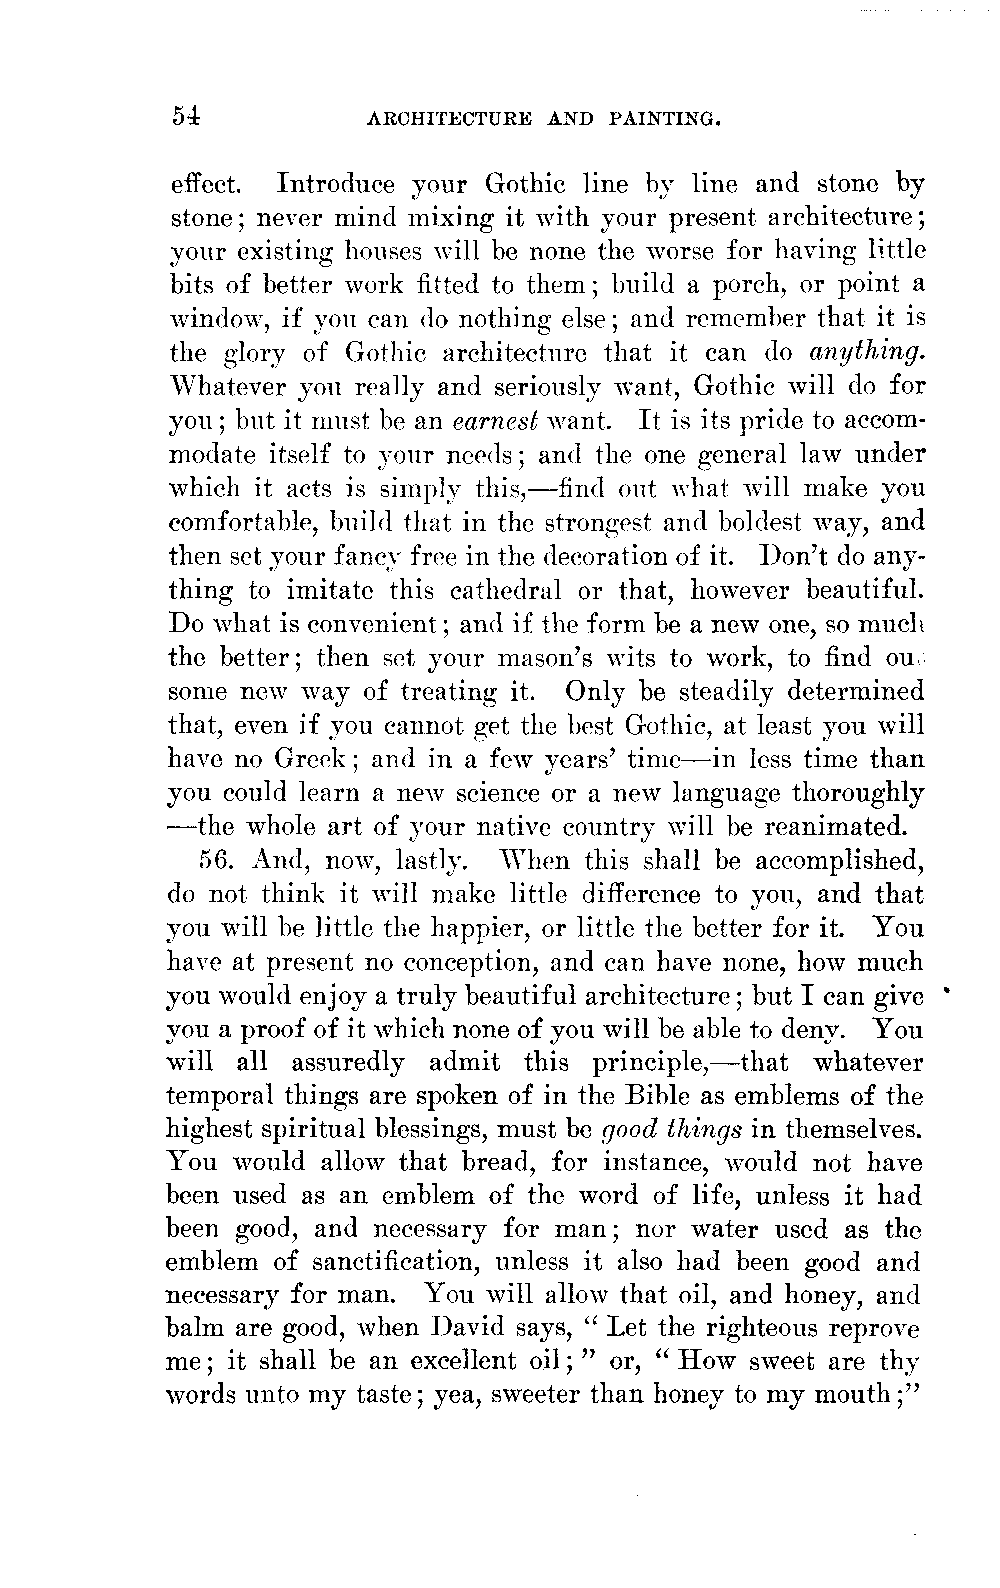 54 ARCHITECTURE AND PAINTING.
effect. Introduce your Gothic line by line and stone by
stone; never mind mixing it with your present architecture;
your existing houses will be none the worse for having little
bits of better work fitted to them; build a porch, or point a
window, if you can do nothing else; and remember that it is
the glory of Gothic architecture that it can do anything.
Whatever you really and seriously want, Gothic will do for
you; but it must be an earnest want. It is its pride to accom-
modate itself to your needs; and the one general law under
which it acts is simply this,—find out what will make you
comfortable, build that in the strongest and boldest way, and
then set your fancy free in the decoration of it. Don't do any-
thing to imitate this cathedral or that, however beautiful.
Do what is convenient; and if the form be a new one, so much
the better; then set your mason's wits to work, to find ou
some new way of treating it. Only be steadily determined
that, even if you cannot get the best Gothic, at least you will
have no Greek; and in a few years' time—in less time than
you could learn a new science or a new language thoroughly
—the whole art of your native country will be reanimated.
56. And, now, lastly. When this shall be accomplished,
do not think it will make little difference to you, and that
you will be little the happier, or little the better for it. You
have at present no conception, and can have none, how much
you would enjoy a truly beautiful architecture; but I can give
you a proof of it which none of you will be able to deny. You
will all assuredly admit this principle,—that whatever
temporal things are spoken of in the Bible as emblems of the
highest spiritual blessings, must be good things in themselves.
You would allow that bread, for instance, would not have
been used as an emblem of the word of life, unless it had
been good, and necessary for man; nor water used as the
emblem of sanctification, unless it also had been good and
necessary for man. You will allow that oil, and honey, and
balm are good, when David says, "Let the righteous reprove
me; it shall be an excellent oil;" or, "How sweet are thy
words unto my taste; yea, sweeter than honey to my mouth;"